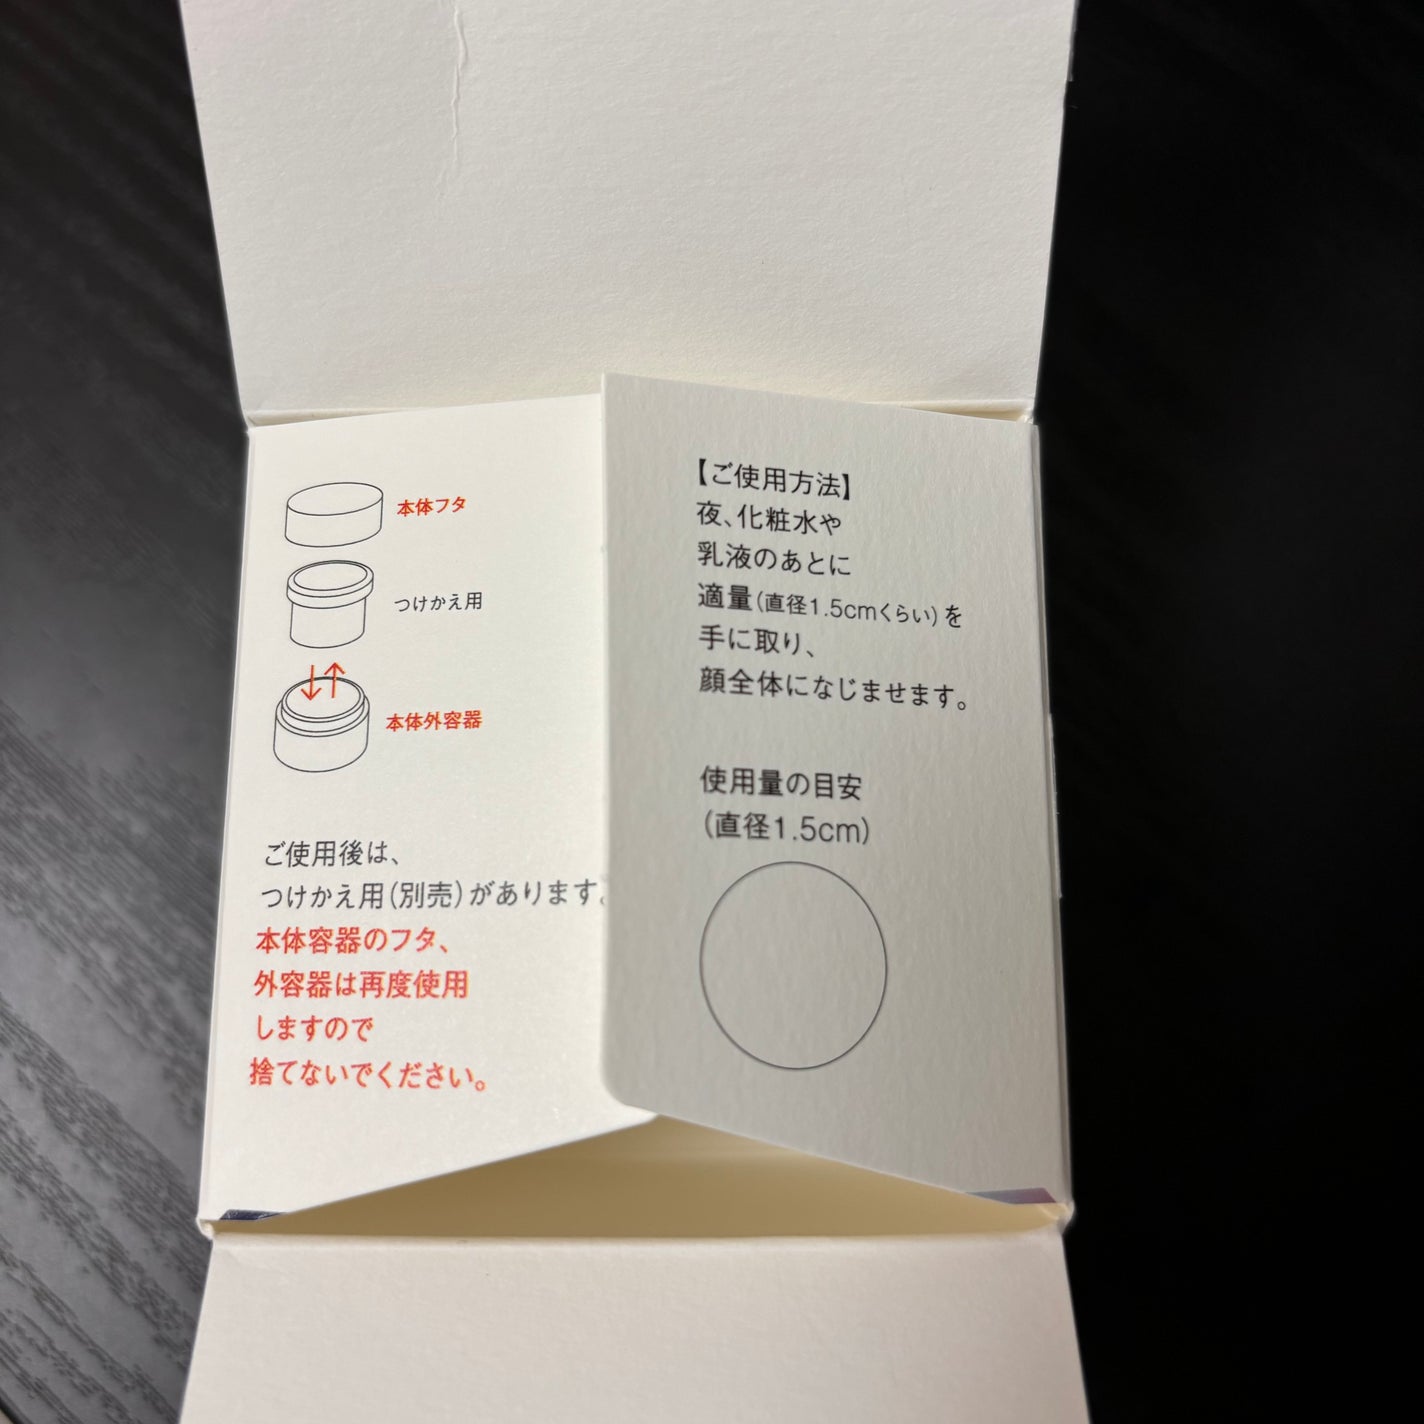 本体フタ
つけかえ用
本体外容器
ご使用後は、
つけかえ用(別売)があります。
本体容器のフタ、
外容器は再度使用
しますので
捨てないでください。
【ご使用方法】
夜、化粧水や
乳液のあとに
適量(直径1.5cmくらい)を
手に取り、
顔全体になじませます。
使用量の目安
(直径1.5cm)